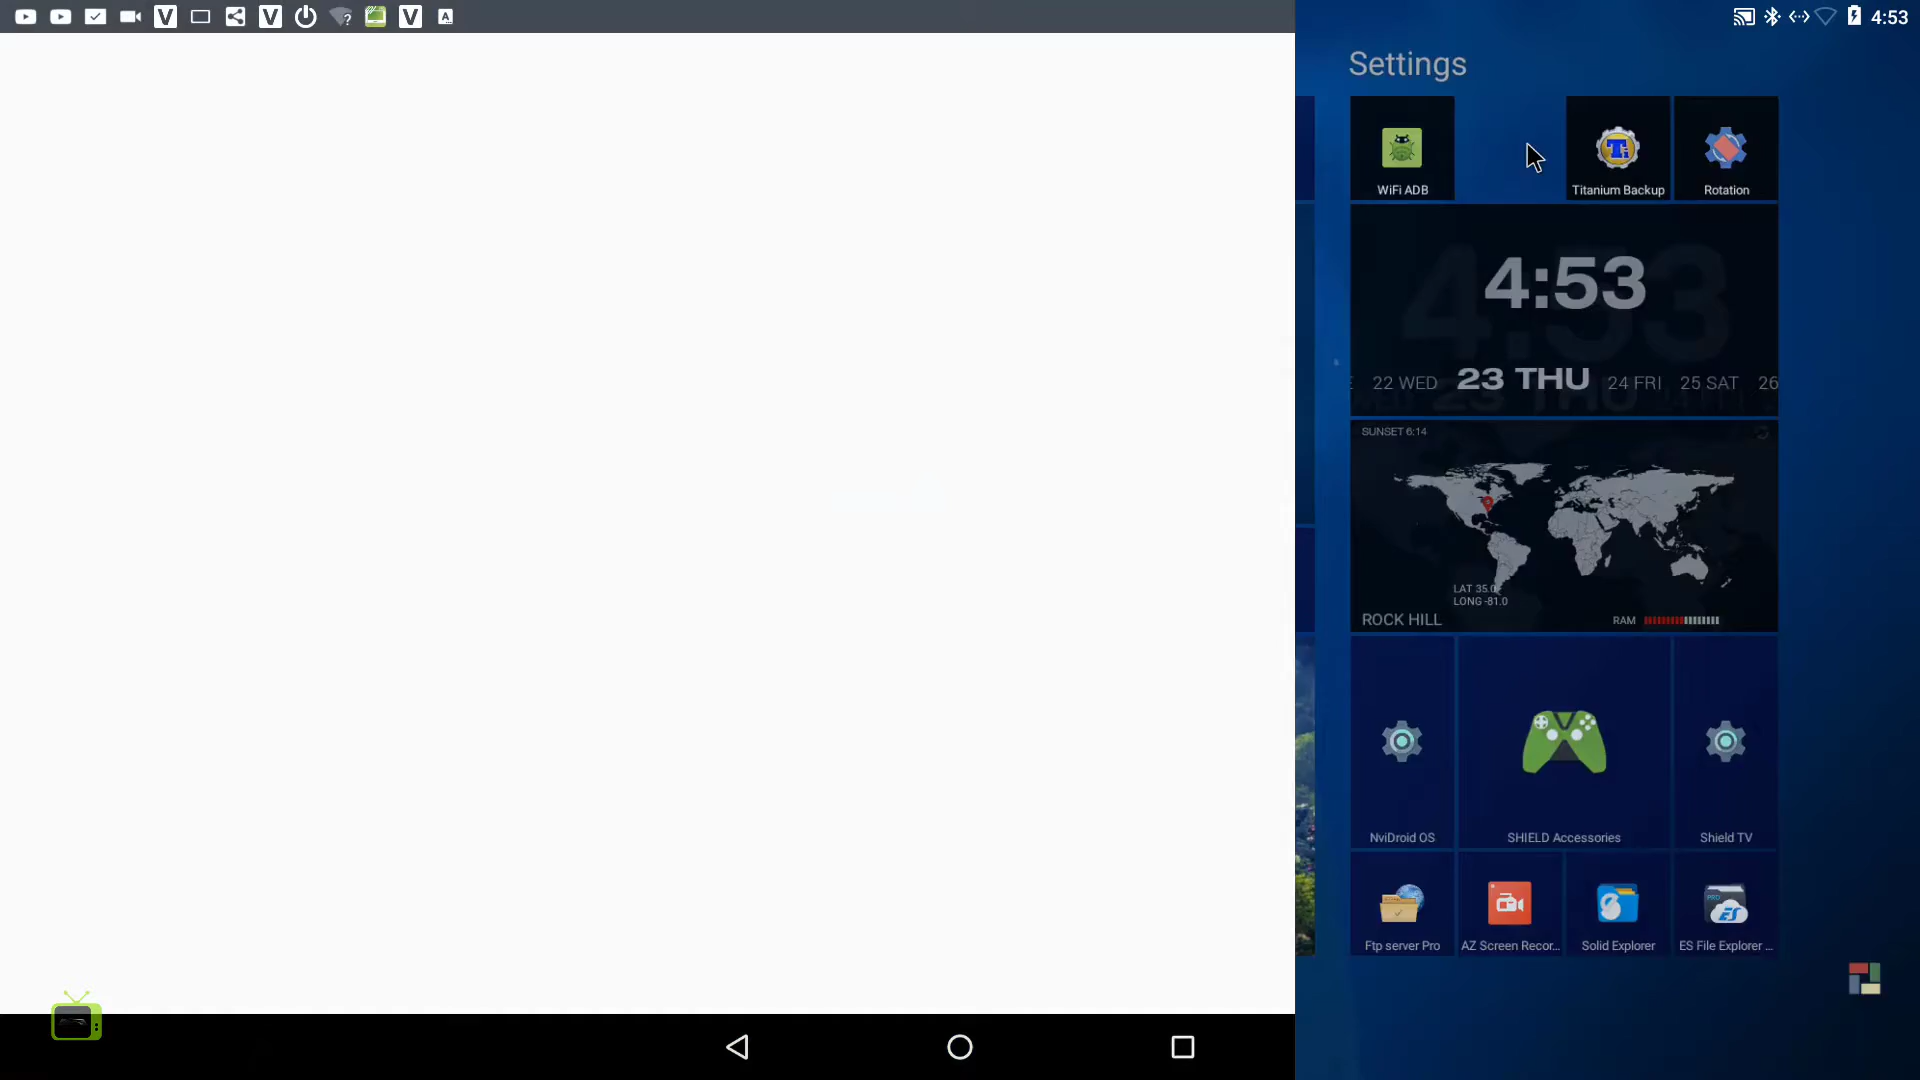 4:53
Settings
WiFi ADB
Titanium Backup
Rotation
4:53
22 WED 23 THU 24 FRI 25 SAT 26
SUNSET 6:14
LAT 35.0
LONG -81.0
ROCK HILL
RAM
NviDroid OS
SHIELD Accessories
Shield TV
Ftp server Pro
AZ Screen Recor...
Solid Explorer
ES File Explorer ...